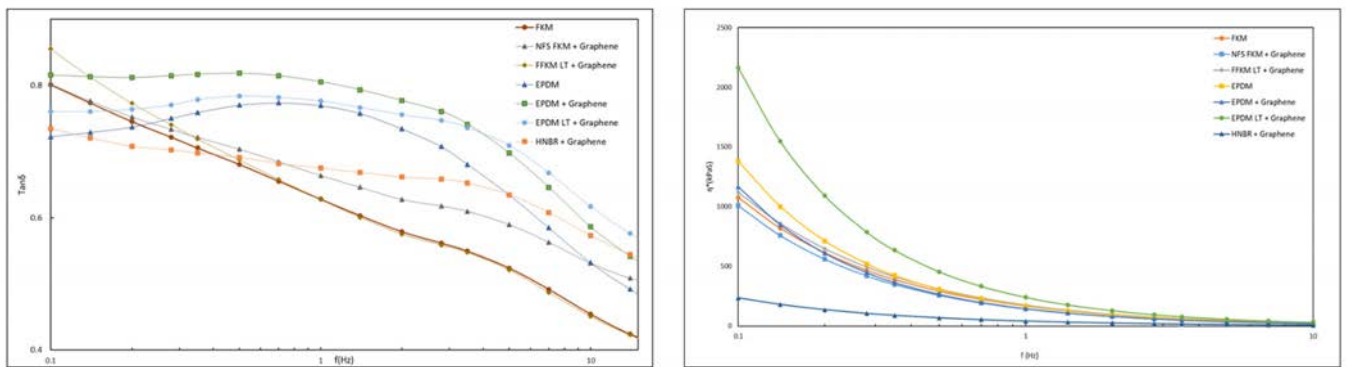 0.8
0.6
0.4
Tanδ
0.1
1
10
f(Hz)
FKM
NFS FKM + Graphene
FFKM LT + Graphene
EPDM
EPDM + Graphene
EPDM LT + Graphene
HNBR + Graphene
2500
2000
1500
1000
500
0
η*(kPaS)
0.1
1
10
f (Hz)
FKM
NFS FKM + Graphene
FFKM LT + Graphene
EPDM
EPDM + Graphene
EPDM LT + Graphene
HNBR + Graphene